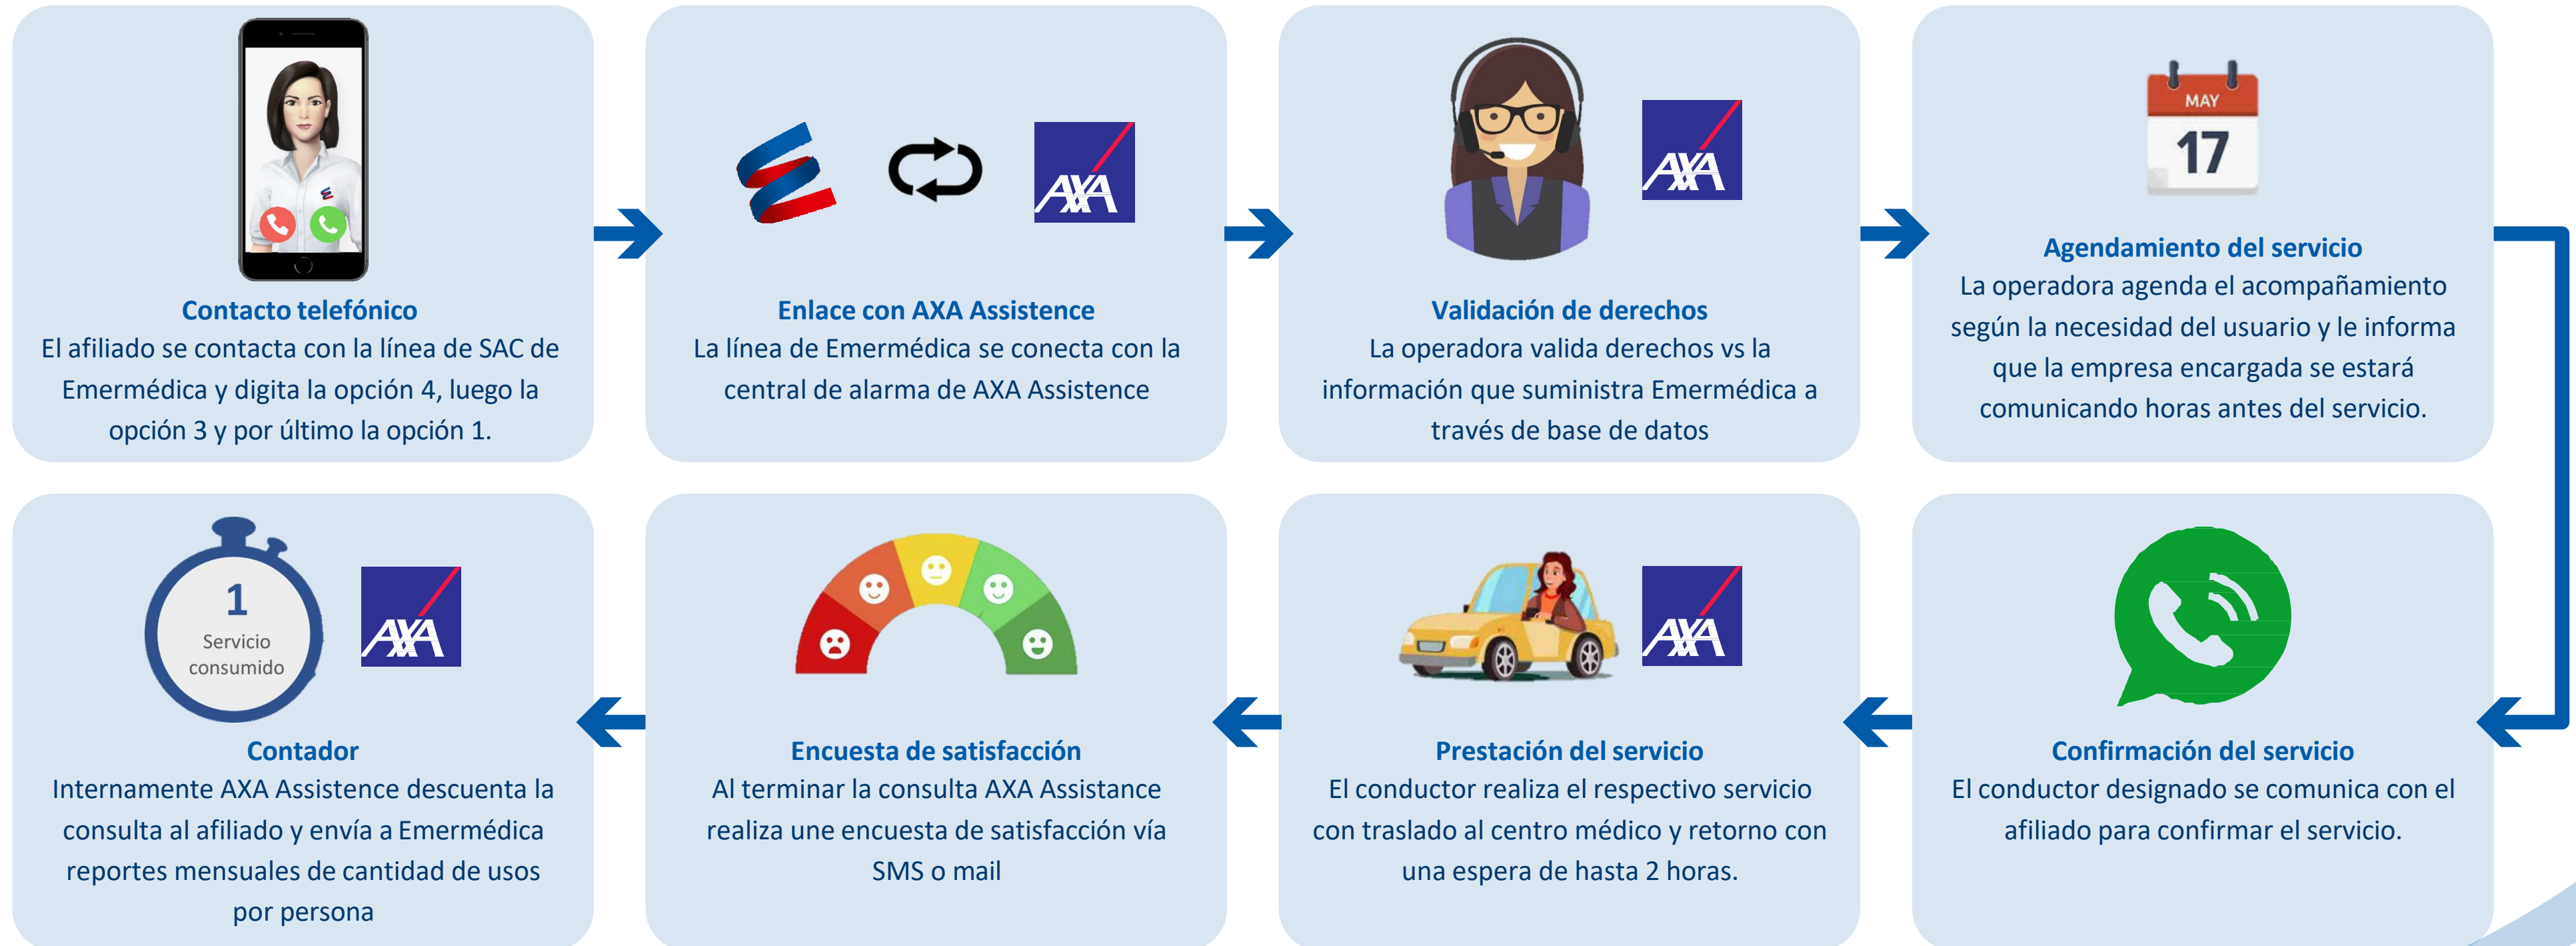 Contacto telefónico
El afiliado se contacta con la línea de SAC de
Emermédica y digita la opción 4, luego la
opción 3 y por último la opción 1.
AXA
Enlace con AXA Assistence
La línea de Emermédica se conecta con la
central de alarma de AXA Assistence
AXA
Validación de derechos
La operadora valida derechos vs la
información que suministra Emermédica a
través de base de datos
MAY
17
Agendamiento del servicio
La operadora agenda el acompañamiento
según la necesidad del usuario y le informa
que la empresa encargada se estará
comunicando horas antes del servicio.
Confirmación del servicio
El conductor designado se comunica con el
afiliado para confirmar el servicio.
AXA
Prestación del servicio
El conductor realiza el respectivo servicio
con traslado al centro médico y retorno con
una espera de hasta 2 horas.
Encuesta de satisfacción
Al terminar la consulta AXA Assistance
realiza une encuesta de satisfacción vía
SMS o mail
1
Servicio
consumido
AXA
Contador
Internamente AXA Assistence descuenta la
consulta al afiliado y envía a Emermédica
reportes mensuales de cantidad de usos
por persona